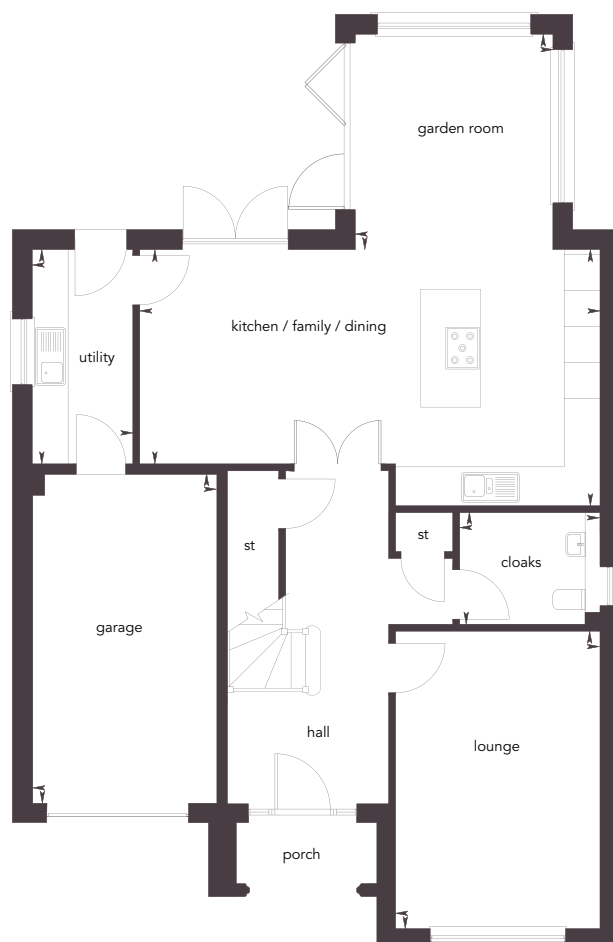 garden room
kitchen / family / dining
utility
st
st
cloaks
garage
hall
lounge
porch